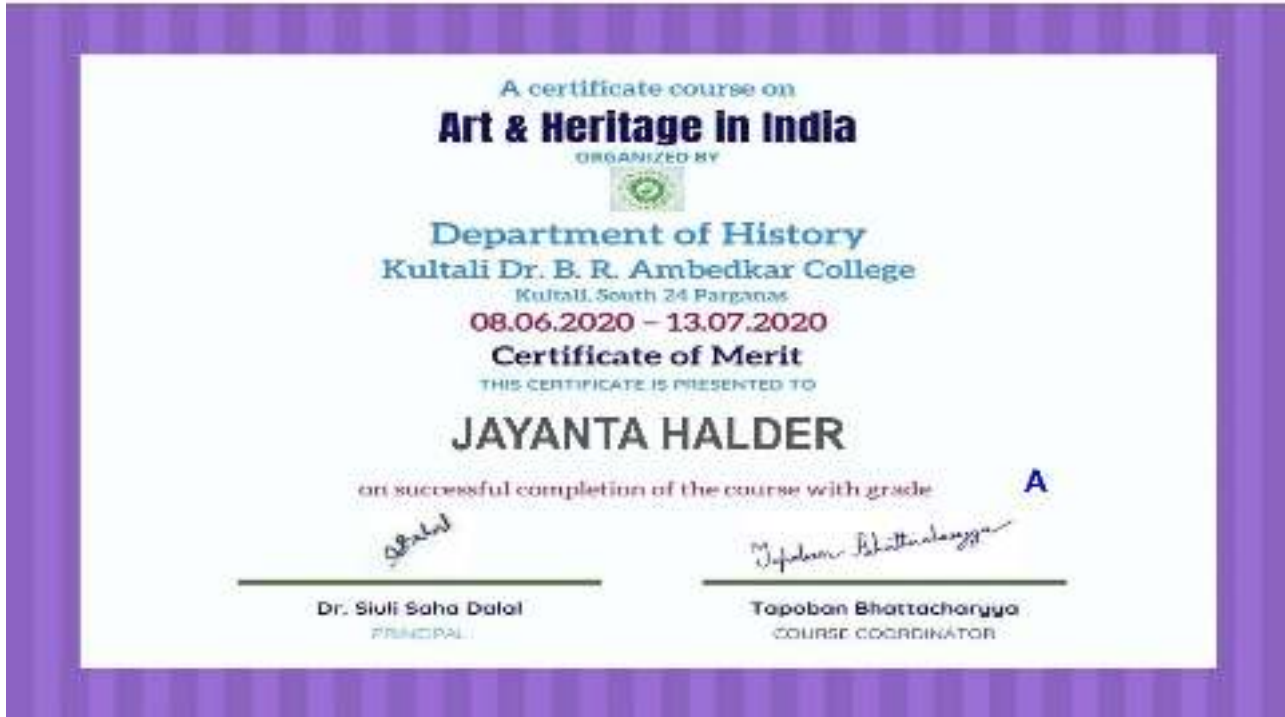 A certificate course on
Art & Heritage in India
ORGANIZED BY
Department of History
Kultali Dr. B. R. Ambedkar College
Kultali, South 24 Parganas
08.06.2020 – 13.07.2020
Certificate of Merit
THIS CERTIFICATE IS PRESENTED TO
JAYANTA HALDER
on successful completion of the course with grade A
Tapoban Bhattacharyya
Dr. Siuli Saha Dalal
Tapoban Bhattacharyya
PRINCIPAL
COURSE COORDINATOR